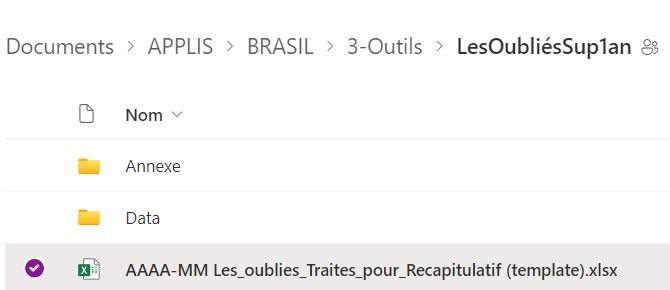 Documents > APPLIS > BRASIL > 3-Outils > LesOubliésSup1an
Nom
Annexe
Data
AAAA-MM Les_oublies_Traites_pour_Recapitulatif (template).xlsx